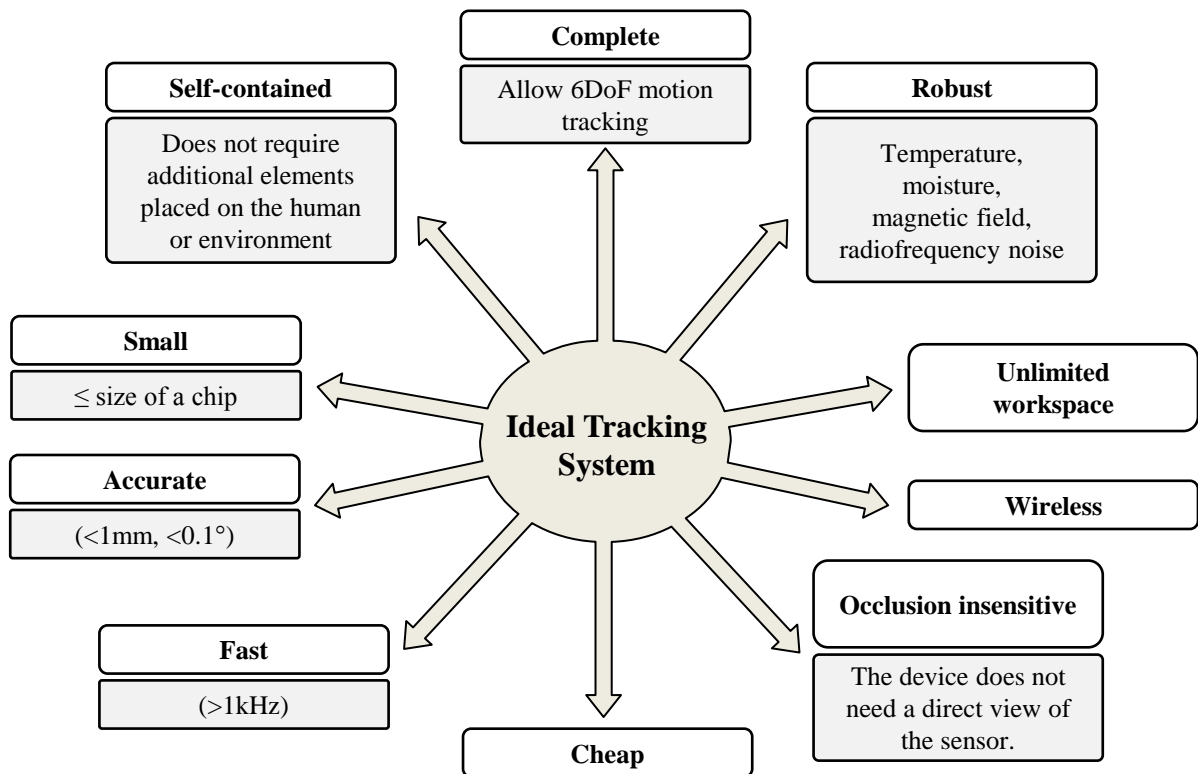 Complete
Allow 6DoF motion
tracking
Self-contained
Does not require
additional elements
placed on the human
or environment
Robust
Temperature,
moisture,
magnetic field,
radiofrequency noise
Small
≤ size of a chip
Unlimited
workspace
Ideal Tracking
System
Accurate
(<1mm, <0.1°)
Wireless
Occlusion insensitive
The device does not
need a direct view of
the sensor.
Fast
(>1kHz)
Cheap